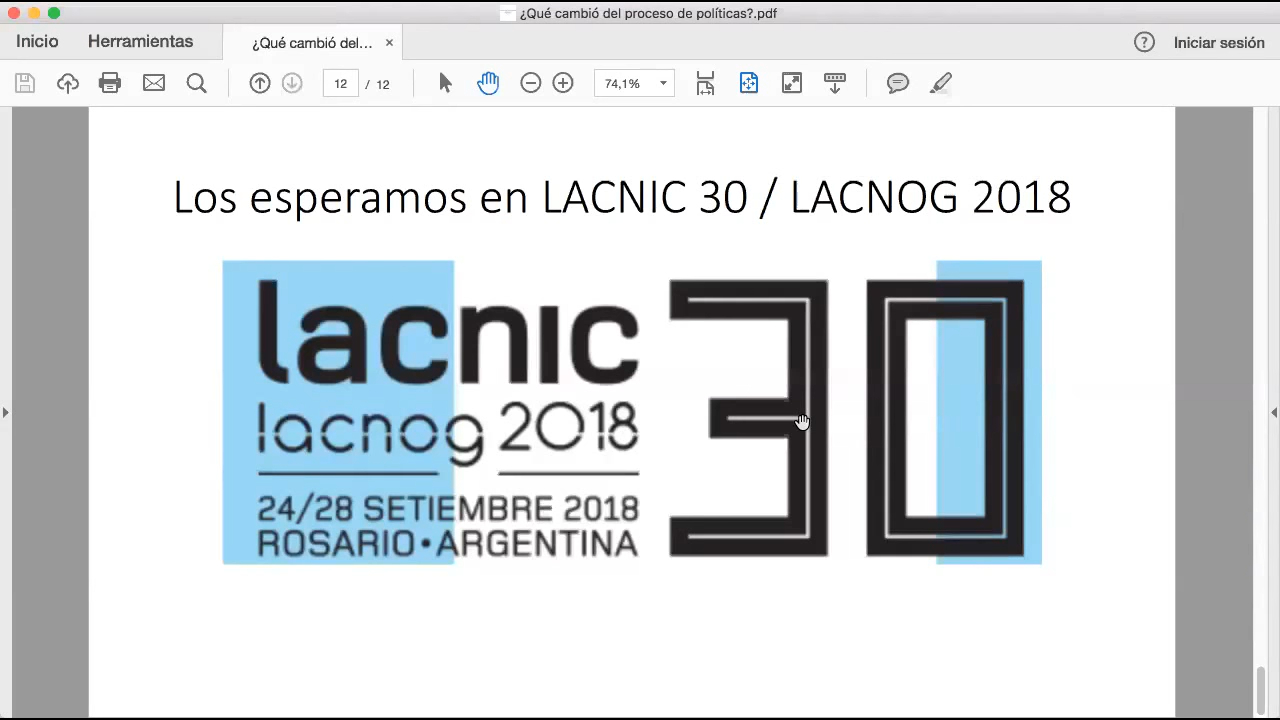 ¿Qué cambió del proceso de políticas?.pdf
Inicio Herramientas ¿Qué cambió del... × ? Iniciar sesión
12 / 12 74,1%
Los esperamos en LACNIC 30 / LACNOG 2018
lacnic 30
lacnog 2018
24/28 SETIEMBRE 2018
ROSARIO • ARGENTINA